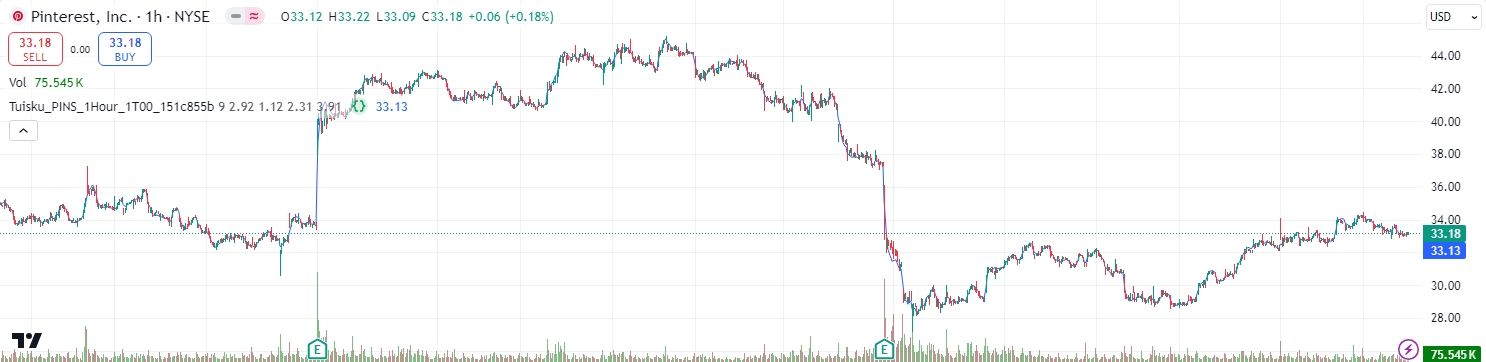 Pinterest, Inc. · 1h · NYSE O33.12 H33.22 L33.09 C33.18 +0.06 (+0.18%)
USD
33.18 0.00 33.18
SELL BUY
Vol 75.545 K
Tuisku_PINS_1Hour_1T00_151c855b 9 2.92 1.12 2.31 3.91 33.13
44.00
42.00
40.00
38.00
36.00
34.00
33.18
33.13
30.00
28.00
E E
75.545 K